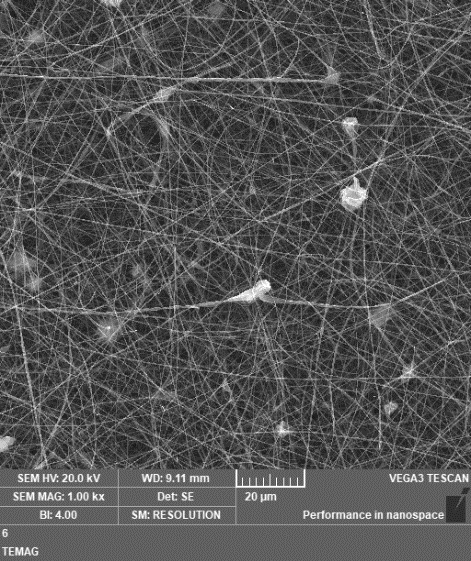 SEM HV: 20.0 kV WD: 9.11 mm VEGA3 TESCAN
SEM MAG: 1.00 kx Det: SE 20 µm
BI: 4.00 SM: RESOLUTION Performance in nanospace
6
TEMAG